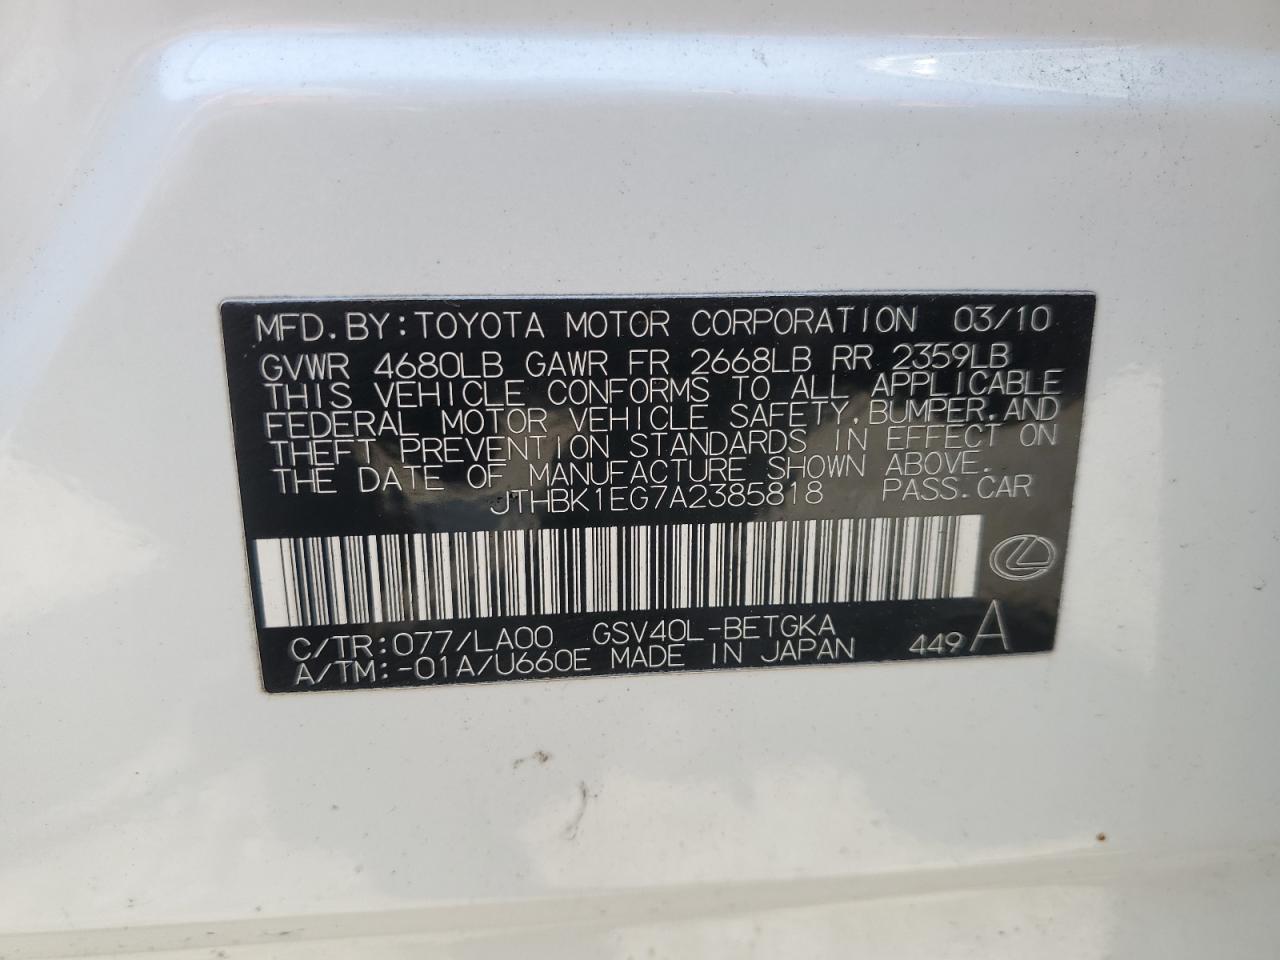 MFD.BY:TOYOTA MOTOR CORPORATION 03/10
GVWR 4680LB GAWR FR 2668LB RR 2359LB
THIS VEHICLE CONFORMS TO ALL APPLICABLE
FEDERAL MOTOR VEHICLE SAFETY,BUMPER,AND
THEFT PREVENTION STANDARDS IN EFFECT ON
THE DATE OF MANUFACTURE SHOWN ABOVE.
JTHBK1EG7A2385818 PASS.CAR
C/TR:077/LA00 GSV40L-BETGKA
A/TM:-01A/U660E MADE IN JAPAN 449 A